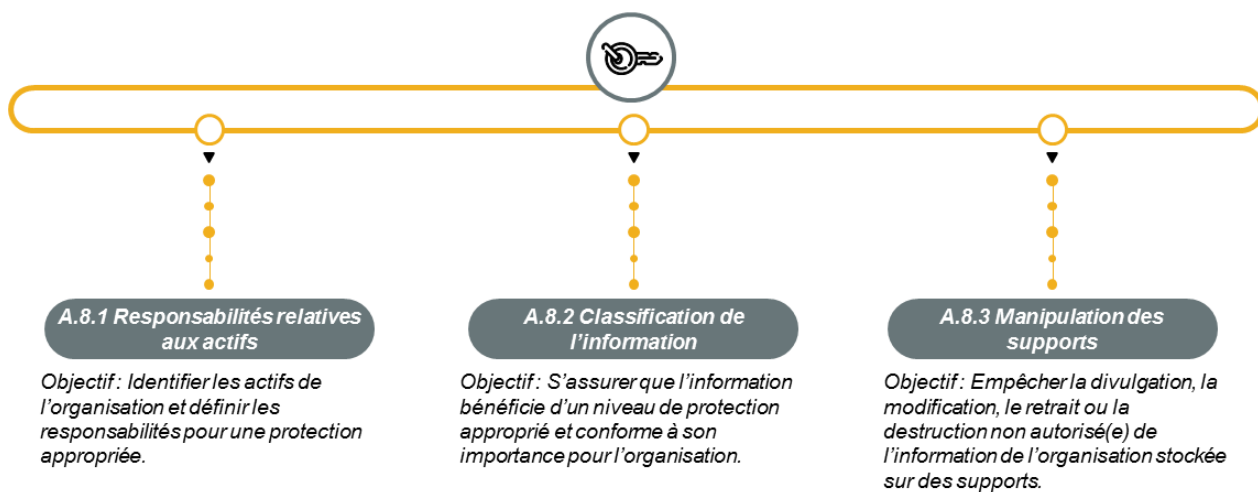 A.8.1 Responsabilités relatives
aux actifs
Objectif : Identifier les actifs de
l'organisation et définir les
responsabilités pour une protection
appropriée.
A.8.2 Classification de
l'information
Objectif : S'assurer que l'information
bénéficie d'un niveau de protection
approprié et conforme à son
importance pour l'organisation.
A.8.3 Manipulation des
supports
Objectif : Empêcher la divulgation, la
modification, le retrait ou la
destruction non autorisé(e) de
l'information de l'organisation stockée
sur des supports.